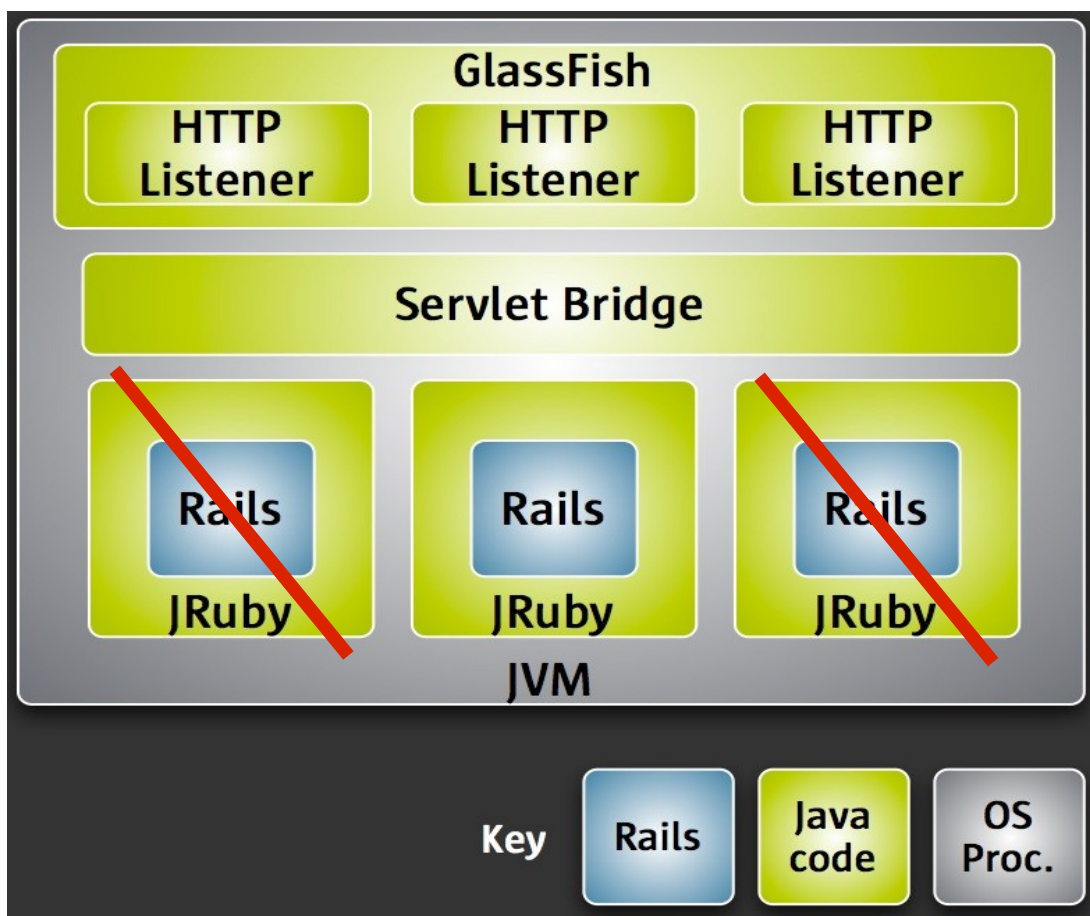 GlassFish
HTTP
Listener
HTTP
Listener
HTTP
Listener
Servlet Bridge
Rails
JRuby
Rails
JRuby
Rails
JRuby
JVM
Key
Rails
Java
code
OS
Proc.